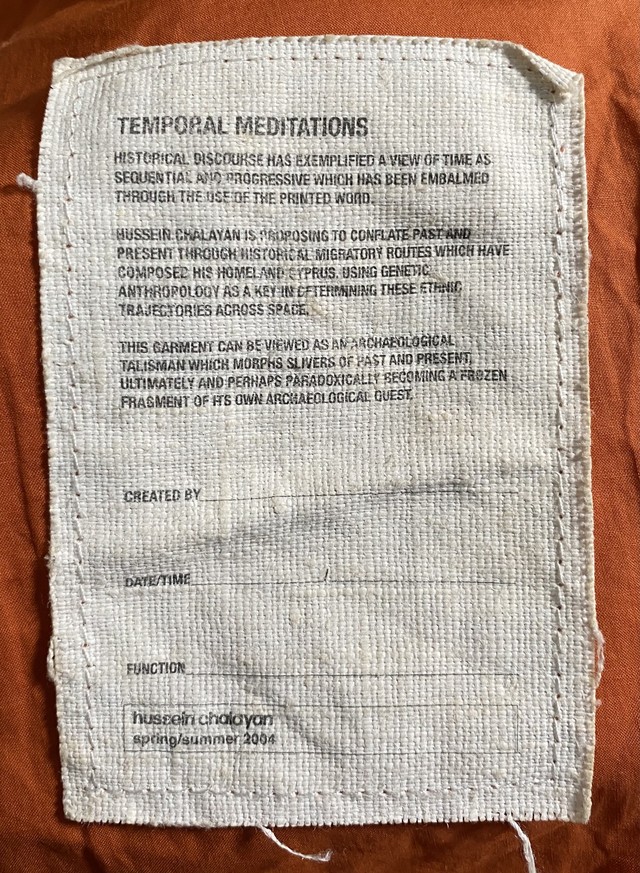 TEMPORAL MEDITATIONS
HISTORICAL DISCOURSE HAS EXEMPLIFIED A VIEW OF TIME AS
SEQUENTIAL AND PROGRESSIVE WHICH HAS BEEN EMBALMED
THROUGH THE USE OF THE PRINTED WORD.
HUSSEIN CHALAYAN IS PROPOSING TO CONFLATE PAST AND
PRESENT THROUGH HISTORICAL MIGRATORY ROUTES WHICH HAVE
COMPOSED HIS HOMELAND CYPRUS, USING GENETIC
ANTHROPOLOGY AS A KEY IN DETERMINING THESE ETHNIC
TRAJECTORIES ACROSS SPACE.
THIS GARMENT CAN BE VIEWED AS AN ARCHAEOLOGICAL
TALISMAN WHICH MORPHS SLIVERS OF PAST AND PRESENT,
ULTIMATELY AND PERHAPS PARADOXICALLY BECOMING A FROZEN
FRAGMENT OF ITS OWN ARCHAEOLOGICAL QUEST.
CREATED BY
DATE/TIME /
FUNCTION
hussein chalayan
spring/summer 2004